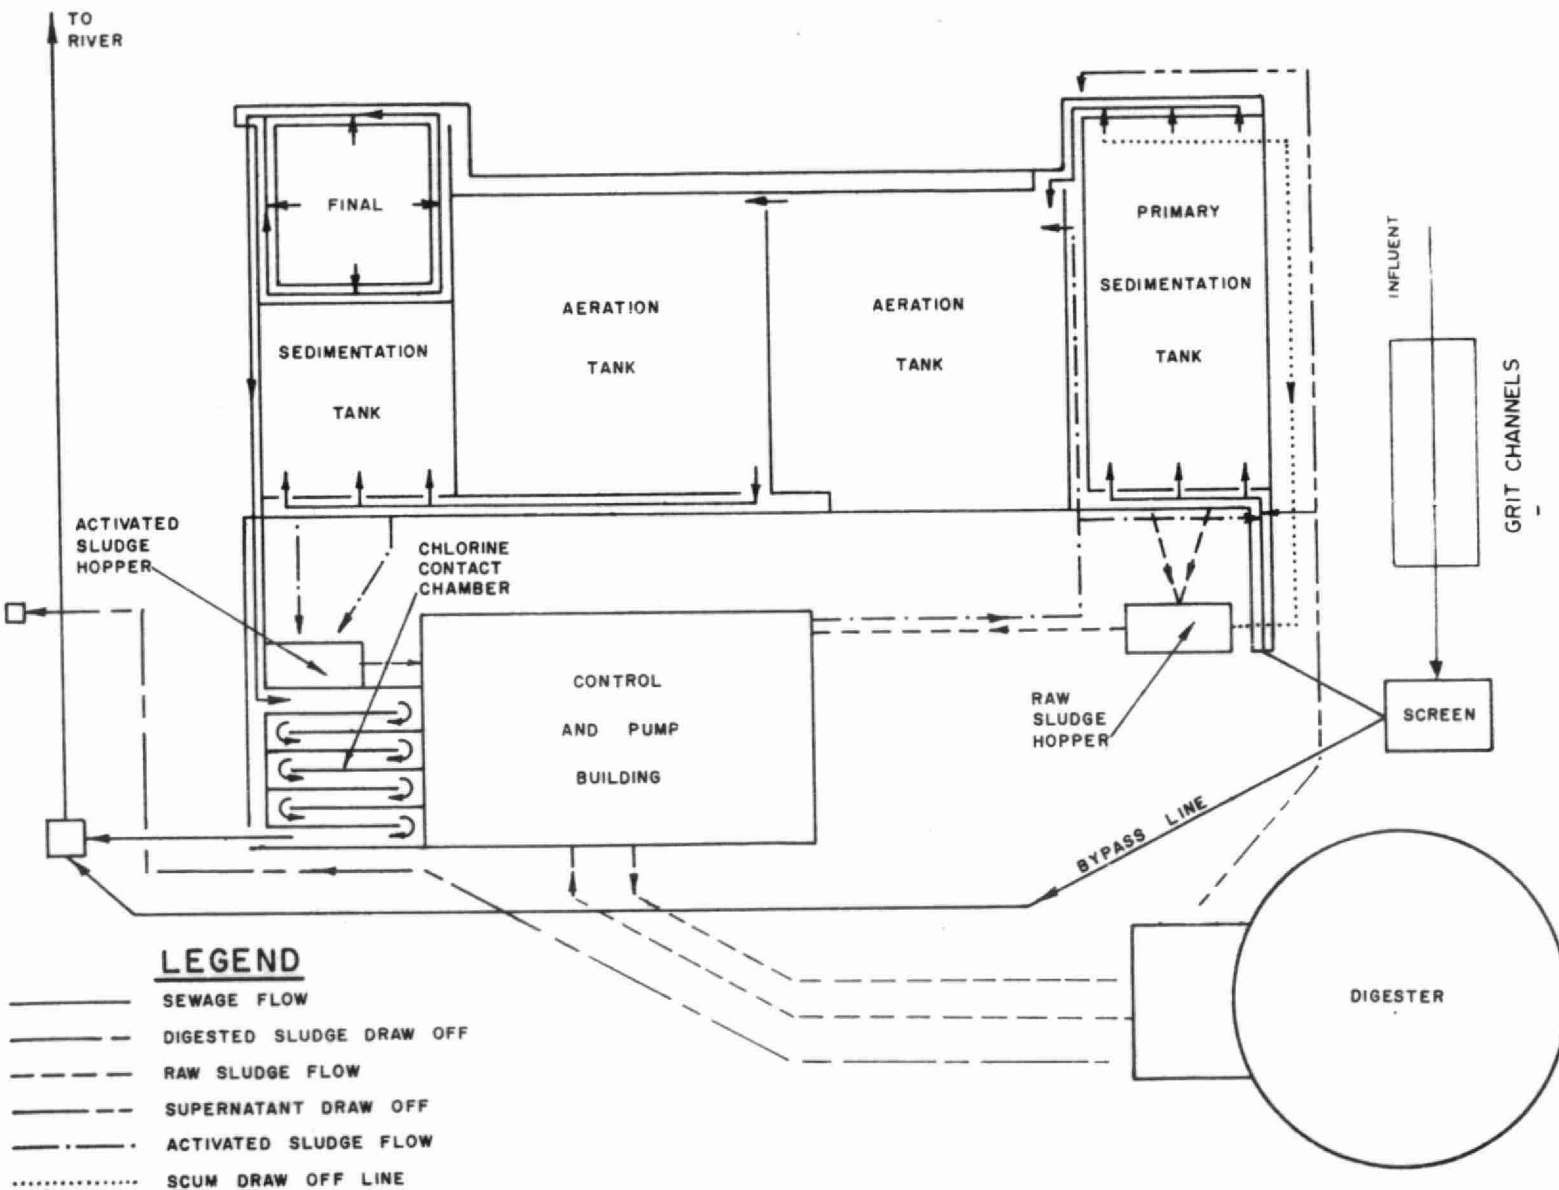 TO
RIVER
FINAL
SEDIMENTATION
TANK
AERATION
TANK
AERATION
TANK
PRIMARY
SEDIMENTATION
TANK
INFLUENT
GRIT CHANNELS
ACTIVATED
SLUDGE
HOPPER
CHLORINE
CONTACT
CHAMBER
CONTROL
AND PUMP
BUILDING
RAW
SLUDGE
HOPPER
SCREEN
BYPASS LINE
DIGESTER
LEGEND
SEWAGE FLOW
DIGESTED SLUDGE DRAW OFF
RAW SLUDGE FLOW
SUPERNATANT DRAW OFF
ACTIVATED SLUDGE FLOW
SCUM DRAW OFF LINE